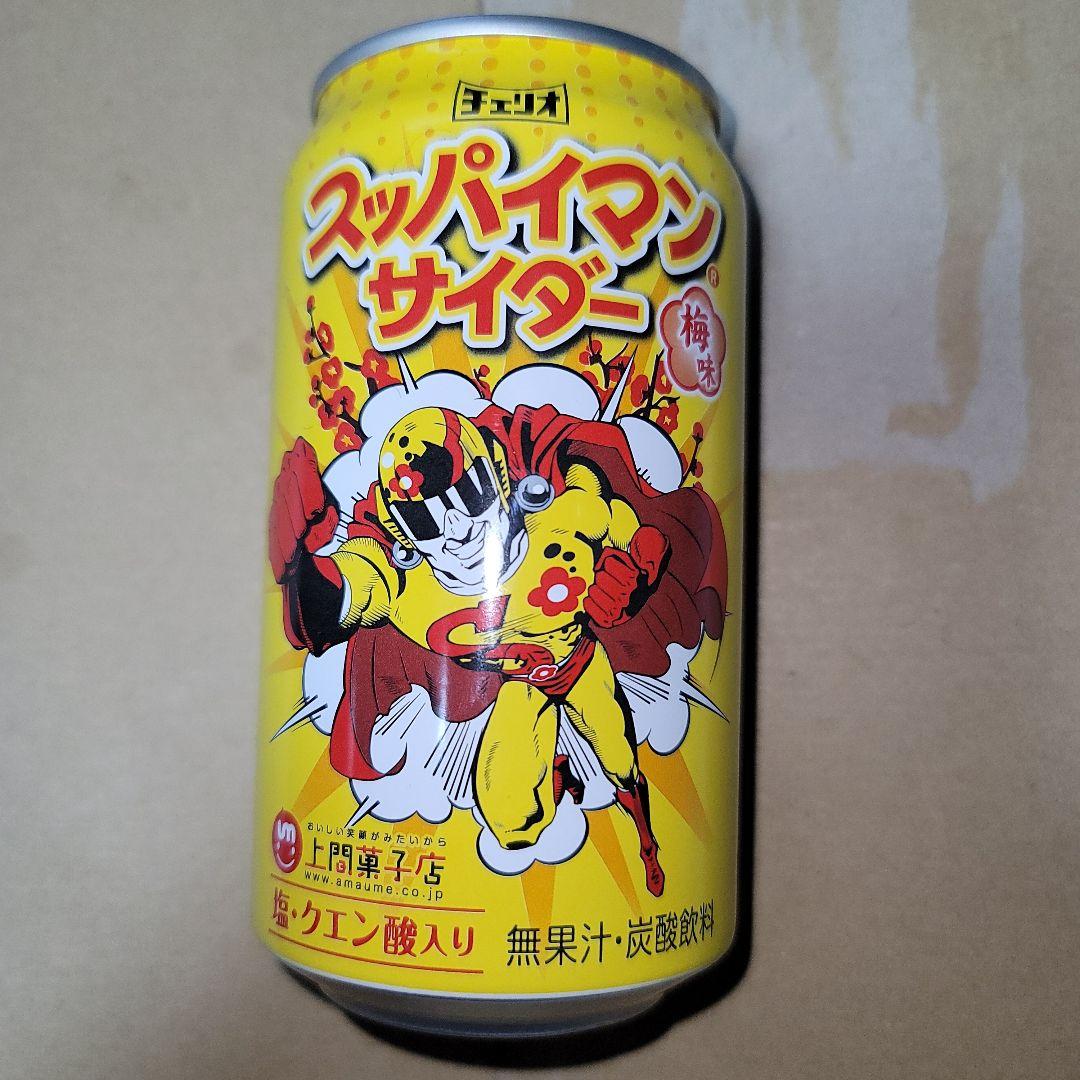 チェリオ
スッパイマン®
サイダー
梅味
おいしい笑顔がみたいから
上間菓子店
www.amaume.co.jp
塩・クエン酸入り
無果汁・炭酸飲料